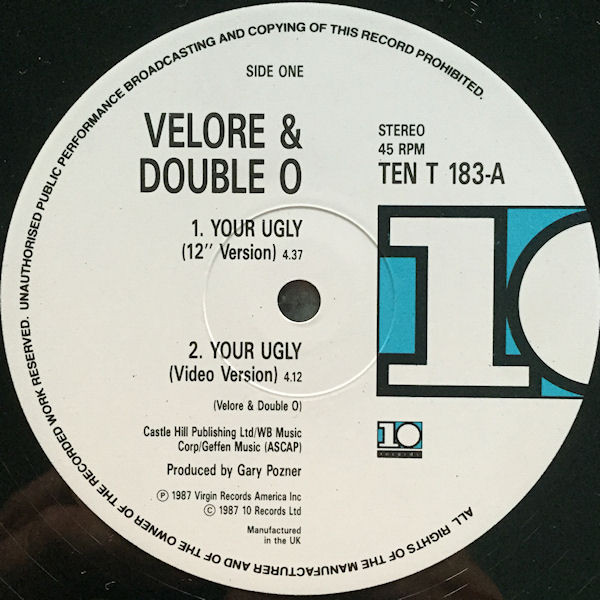 UNAUTHORISED PUBLIC PERFORMANCE BROADCASTING AND COPYING OF THIS RECORD PROHIBITED.
SIDE ONE
VELORE &
DOUBLE O
STEREO
45 RPM
TEN T 183-A
1. YOUR UGLY
(12'' Version) 4.37
10
2. YOUR UGLY
(Video Version) 4.12
(Velore & Double O)
Castle Hill Publishing Ltd/WB Music
Corp/Geffen Music (ASCAP)
Produced by Gary Pozner
10
records
℗ 1987 Virgin Records America Inc
© 1987 10 Records Ltd
Manufactured
in the UK
ALL RIGHTS OF THE MANUFACTURER AND OF THE OWNER OF THE RECORDED WORK RESERVED.